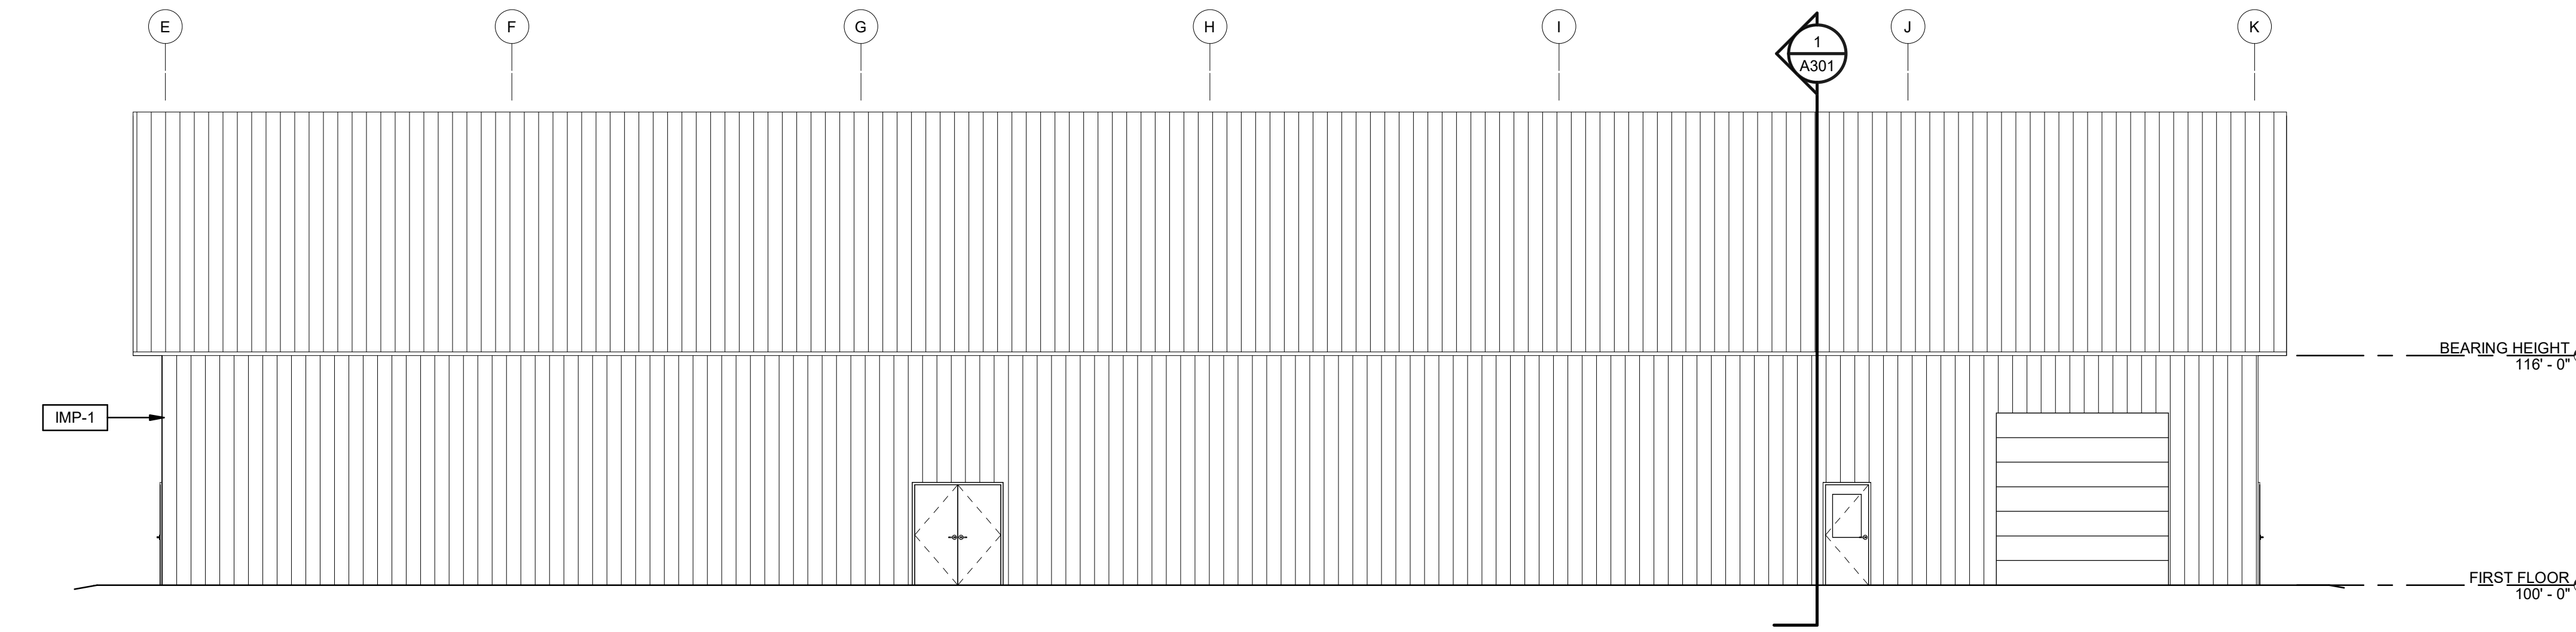 E F G H I J K
1
A301
BEARING HEIGHT
116' - 0"
IMP-1
FIRST FLOOR
100' - 0"